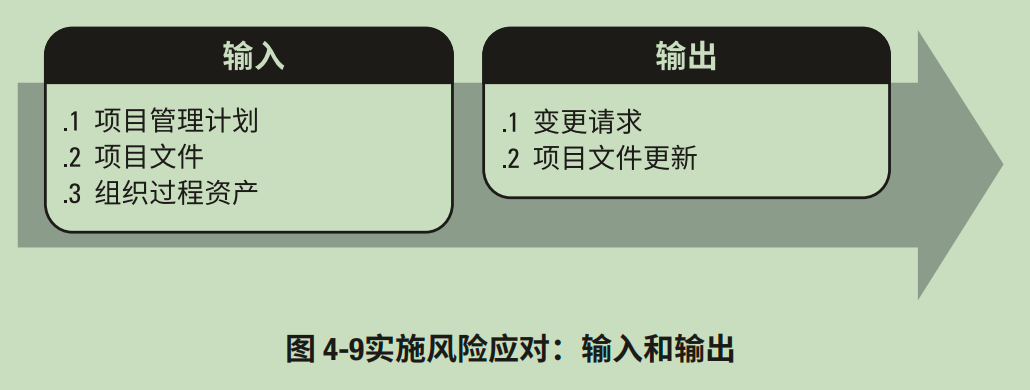 输入
.1 项目管理计划
.2 项目文件
.3 组织过程资产
输出
.1 变更请求
.2 项目文件更新
图 4-9实施风险应对：输入和输出